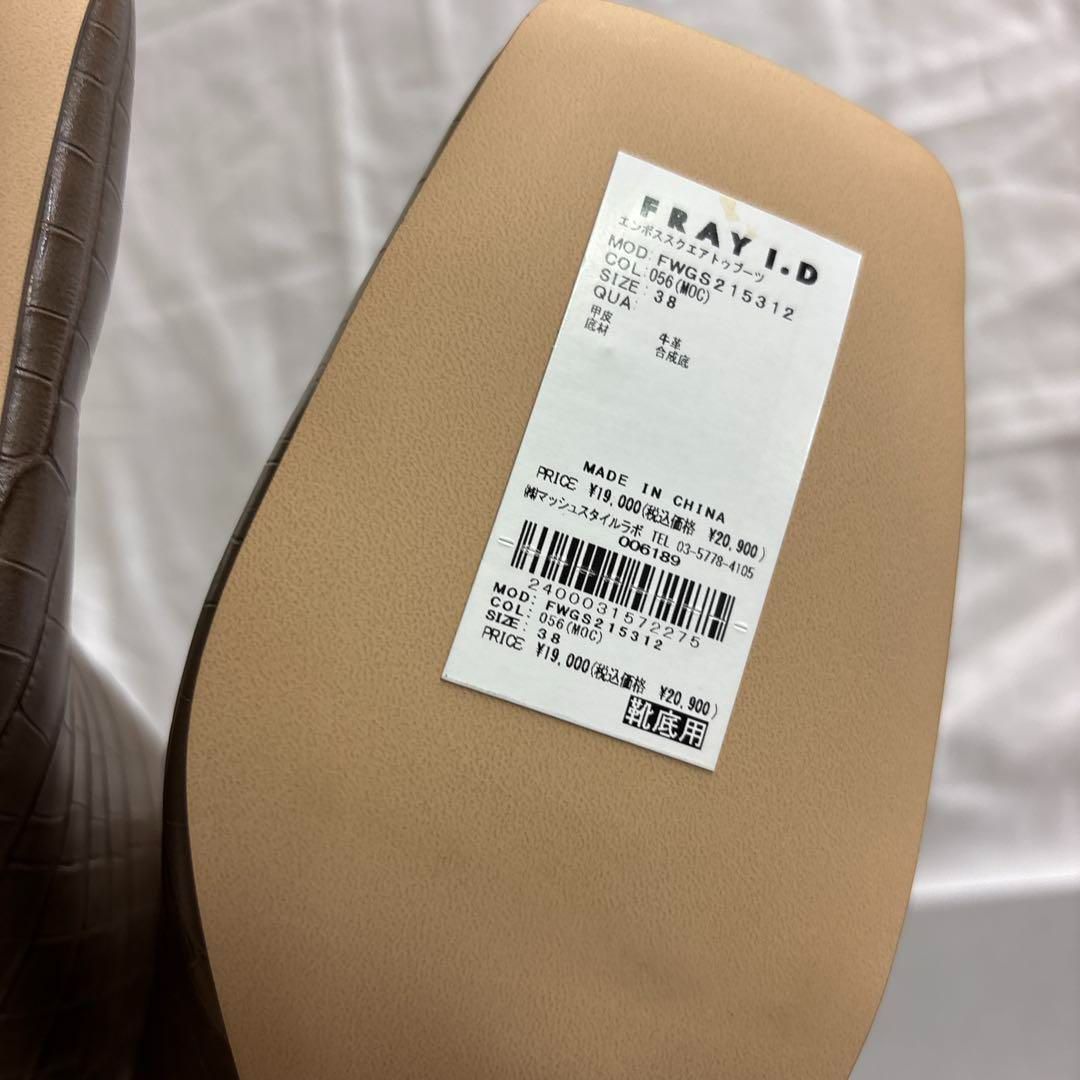 FRAY I.D
エンボススクエアトゥブーツ
MOD: FWGS215312
COL: 056(MOC)
SIZE: 38
QUA:
甲皮 牛革
底材 合成底
MADE IN CHINA
PRICE ¥19,000(税込価格 ¥20,900)
㈱マッシュスタイルラボ TEL 03-5778-4105
006189
2400031572275
MOD: FWGS215312
COL: 056(MOC)
SIZE: 38
PRICE ¥19,000(税込価格 ¥20,900)
靴底用